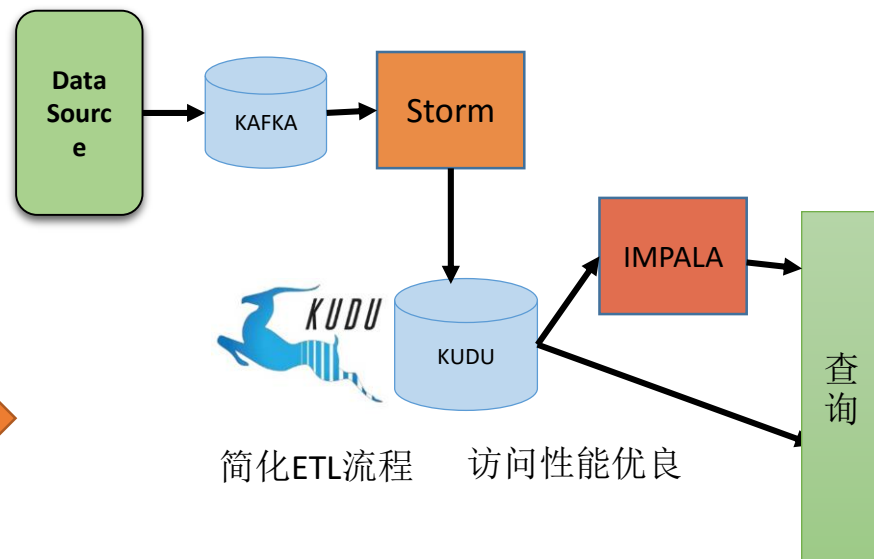 Data
Sourc
e
KAFKA
Storm
IMPALA
KUDU
KUDU
查
询
简化ETL流程 访问性能优良